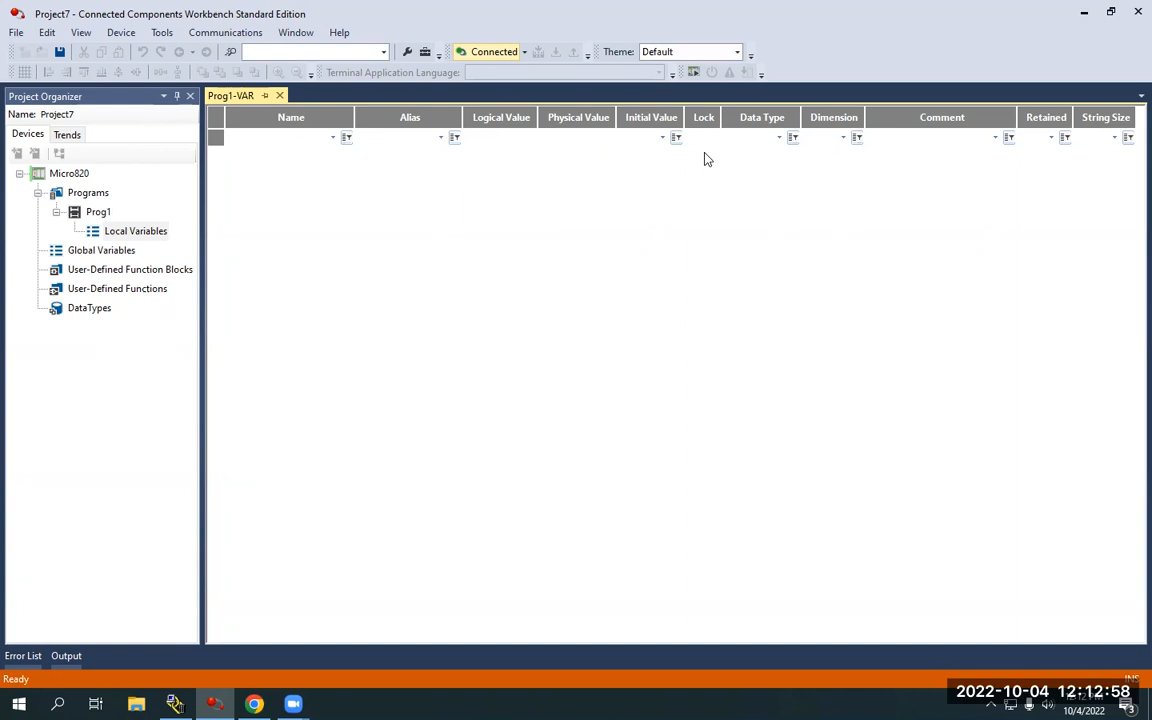 Project7 - Connected Components Workbench Standard Edition
File Edit View Device Tools Communications Window Help
Connected Theme: Default
Terminal Application Language:
Project Organizer
Prog1-VAR
Name: Project7
Name Alias Logical Value Physical Value Initial Value Lock Data Type Dimension Comment Retained String Size
Devices Trends
Micro820
Programs
Prog1
Local Variables
Global Variables
User-Defined Function Blocks
User-Defined Functions
DataTypes
Error List Output
Ready
2022-10-04 12:12:58
10/4/2022
3